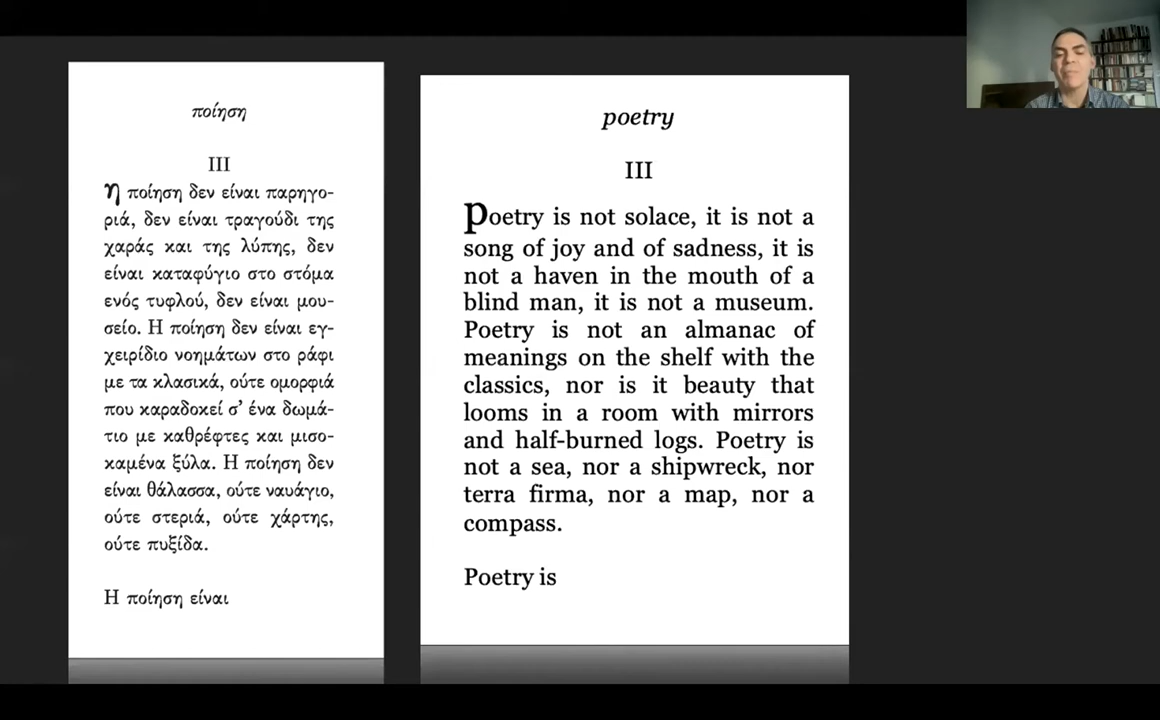 ποίηση
III
η ποίηση δεν είναι παρηγο-
ριά, δεν είναι τραγούδι της
χαράς και της λύπης, δεν
είναι καταφύγιο στο στόμα
ενός τυφλού, δεν είναι μου-
σείο. Η ποίηση δεν είναι εγ-
χειρίδιο νοημάτων στο ράφι
με τα κλασικά, ούτε ομορφιά
που καραδοκεί σ’ ένα δωμά-
τιο με καθρέφτες και μισο-
καμένα ξύλα. Η ποίηση δεν
είναι θάλασσα, ούτε ναυάγιο,
ούτε στεριά, ούτε χάρτης,
ούτε πυξίδα.
Η ποίηση είναι
poetry
III
poetry is not solace, it is not a
song of joy and of sadness, it is
not a haven in the mouth of a
blind man, it is not a museum.
Poetry is not an almanac of
meanings on the shelf with the
classics, nor is it beauty that
looms in a room with mirrors
and half-burned logs. Poetry is
not a sea, nor a shipwreck, nor
terra firma, nor a map, nor a
compass.
Poetry is